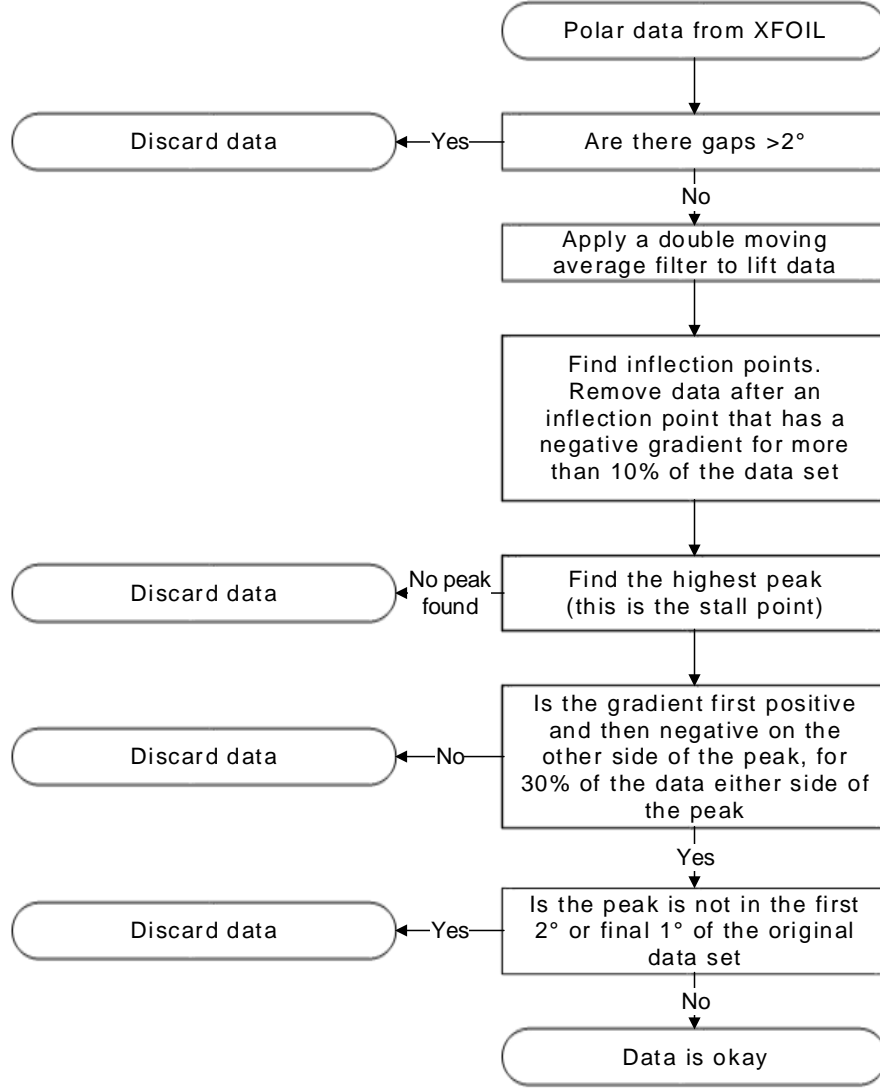 Polar data from XFOIL
Discard data
Yes
Are there gaps >2°
No
Apply a double moving
average filter to lift data
Find inflection points.
Remove data after an
inflection point that has a
negative gradient for more
than 10% of the data set
Discard data
No peak
found
Find the highest peak
(this is the stall point)
Discard data
No
Is the gradient first positive
and then negative on the
other side of the peak, for
30% of the data either side of
the peak
Yes
Discard data
Yes
Is the peak is not in the first
2° or final 1° of the original
data set
No
Data is okay